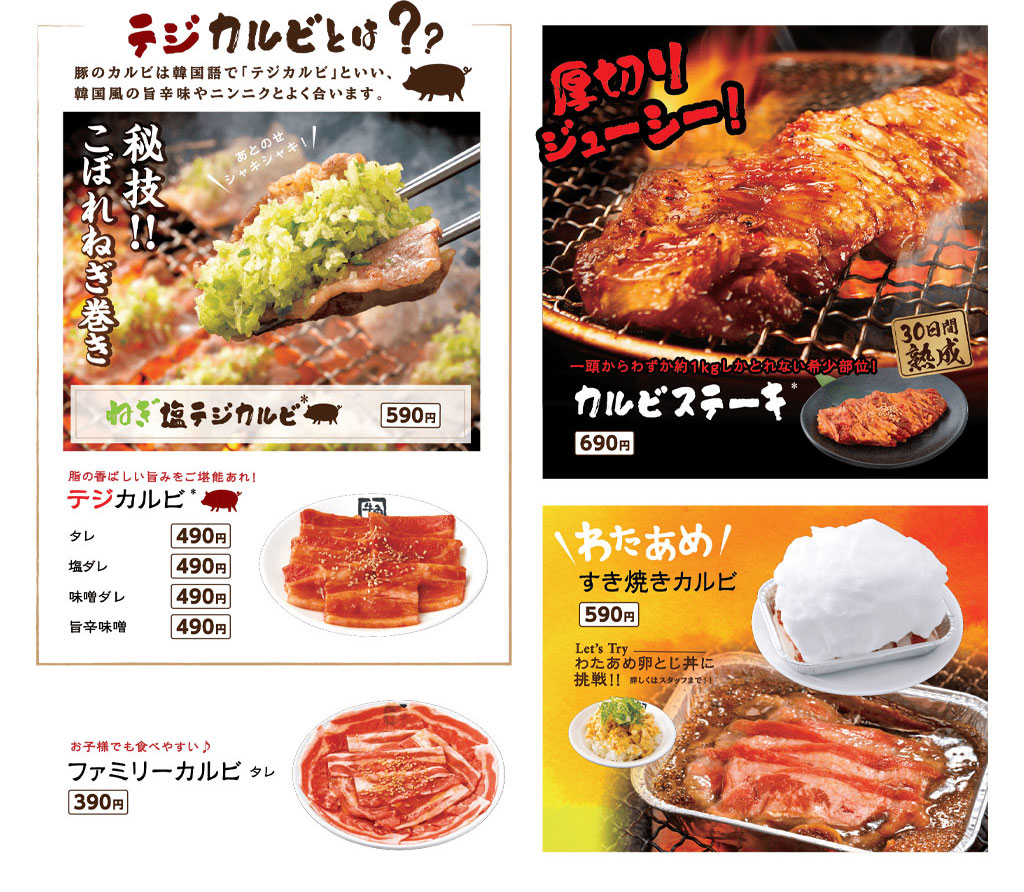 テジカルビとは??
豚のカルビは韓国語で「テジカルビ」といい、
韓国風の旨辛味やニンニクとよく合います。
秘技!!
こぼれねぎ巻き
あとのせ
シャキシャキ!
ねぎ塩テジカルビ* 590円
脂の香ばしい旨みをご堪能あれ!
テジカルビ*
タレ 490円
塩ダレ 490円
味噌ダレ 490円
旨辛味噌 490円
牛角
お子様でも食べやすい♪
ファミリーカルビ タレ
390円
厚切り
ジューシー!
30日間
熟成
一頭からわずか約1kgしかとれない希少部位!
カルビステーキ*
690円
\わたあめ/
すき焼きカルビ
590円
Let's Try
わたあめ卵とじ丼に
挑戦!! 詳しくはスタッフまで!!